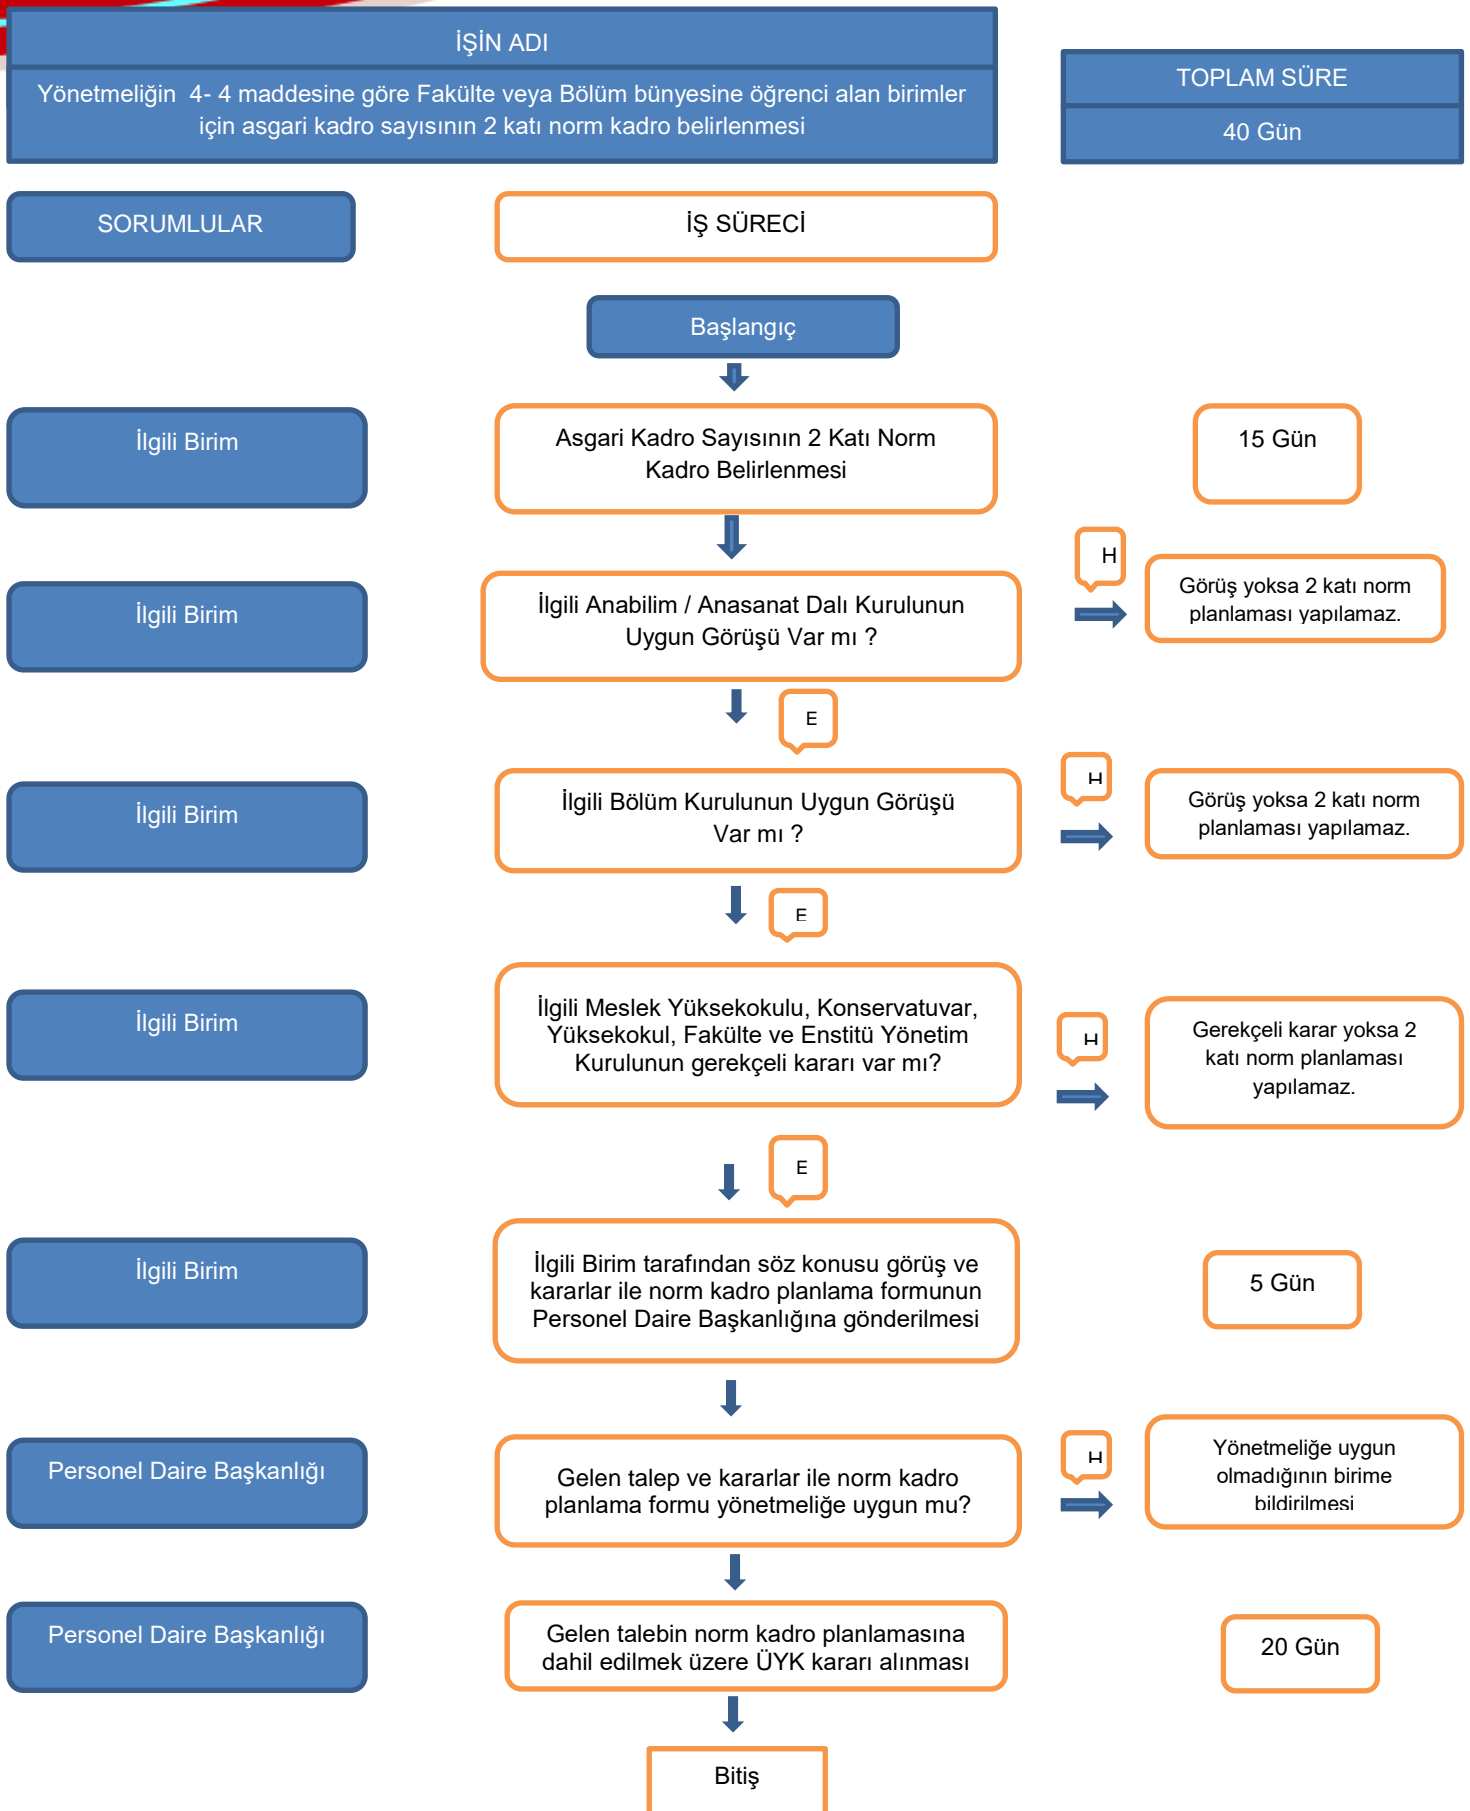 İŞİN ADI
Yönetmeliğin  4- 4 maddesine göre Fakülte veya Bölüm bünyesine öğrenci alan birimler
için asgari kadro sayısının 2 katı norm kadro belirlenmesi
TOPLAM SÜRE
40 Gün
SORUMLULAR
İŞ SÜRECİ
Başlangıç
İlgili Birim
Asgari Kadro Sayısının 2 Katı Norm
Kadro Belirlenmesi
15 Gün
İlgili Birim
İlgili Anabilim / Anasanat Dalı Kurulunun
Uygun Görüşü Var mı ?
H
Görüş yoksa 2 katı norm
planlaması yapılamaz.
E
İlgili Birim
İlgili Bölüm Kurulunun Uygun Görüşü
Var mı ?
H
Görüş yoksa 2 katı norm
planlaması yapılamaz.
E
İlgili Birim
İlgili Meslek Yüksekokulu, Konservatuvar,
Yüksekokul, Fakülte ve Enstitü Yönetim
Kurulunun gerekçeli kararı var mı?
H
Gerekçeli karar yoksa 2
katı norm planlaması
yapılamaz.
E
İlgili Birim
İlgili Birim tarafından söz konusu görüş ve
kararlar ile norm kadro planlama formunun
Personel Daire Başkanlığına gönderilmesi
5 Gün
Personel Daire Başkanlığı
Gelen talep ve kararlar ile norm kadro
planlama formu yönetmeliğe uygun mu?
H
Yönetmeliğe uygun
olmadığının birime
bildirilmesi
Personel Daire Başkanlığı
Gelen talebin norm kadro planlamasına
dahil edilmek üzere ÜYK kararı alınması
20 Gün
Bitiş